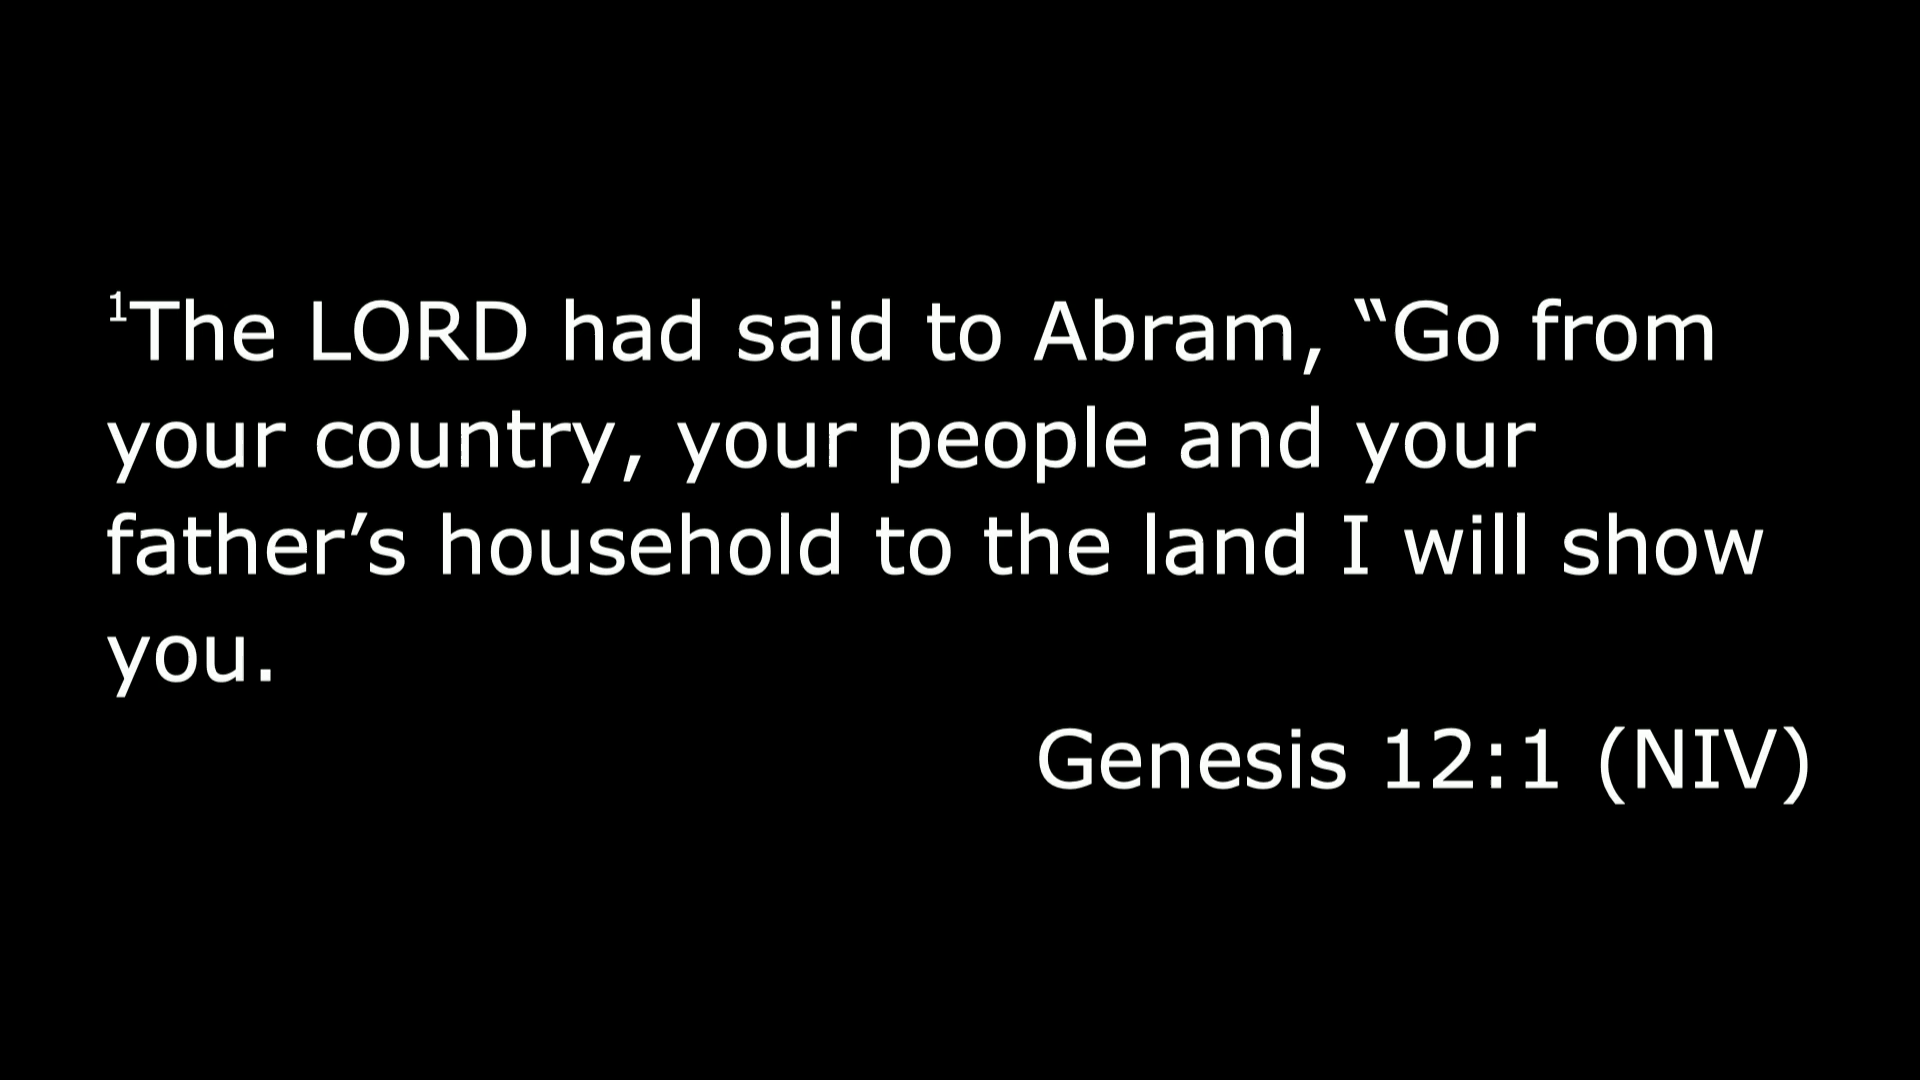 ¹The LORD had said to Abram, “Go from
your country, your people and your
father’s household to the land I will show
you.
Genesis 12:1 (NIV)